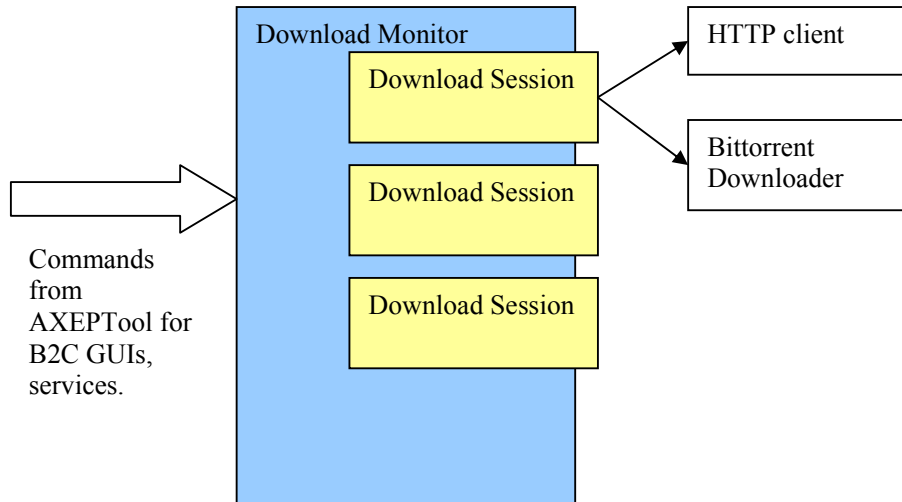 Download Monitor
Download Session
Download Session
Download Session
HTTP client
Bittorrent
Downloader
Commands
from
AXEPTool for
B2C GUIs,
services.